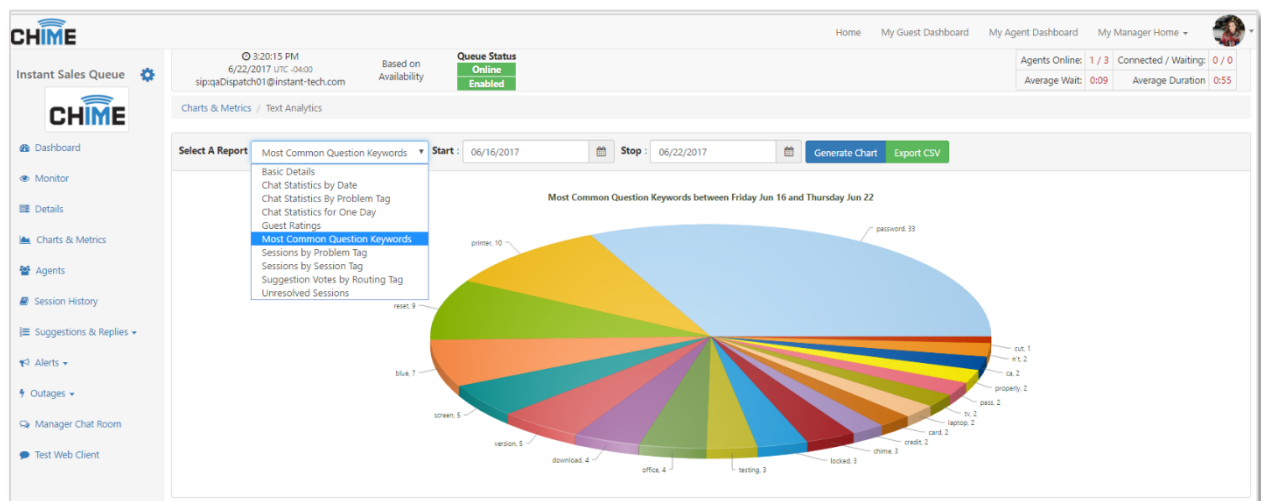 CHIME
Home My Guest Dashboard My Agent Dashboard My Manager Home
Instant Sales Queue
3:20:15 PM
6/22/2017 UTC -04:00
sip:qaDispatch01@instant-tech.com
Based on
Availability
Queue Status
Online
Enabled
Agents Online: 1 / 3 Connected / Waiting: 0 / 0
Average Wait: 0:09 Average Duration 0:55
CHIME
Charts & Metrics / Text Analytics
Dashboard
Monitor
Details
Charts & Metrics
Agents
Session History
Suggestions & Replies
Alerts
Outages
Manager Chat Room
Test Web Client
Select A Report Most Common Question Keywords Start : 06/16/2017 Stop : 06/22/2017 Generate Chart Export CSV
Basic Details
Chat Statistics by Date
Chat Statistics By Problem Tag
Chat Statistics for One Day
Guest Ratings
Most Common Question Keywords
Sessions by Problem Tag
Sessions by Session Tag
Suggestion Votes by Routing Tag
Unresolved Sessions
Most Common Question Keywords between Friday Jun 16 and Thursday Jun 22
password, 33
printer, 10
reset, 9
blue, 7
screen, 5
version, 5
download, 4
office, 4
testing, 3
locked, 3
chime, 3
credit, 2
card, 2
laptop, 2
tv, 2
pass, 2
properly, 2
ca, 2
n't, 2
cut, 1